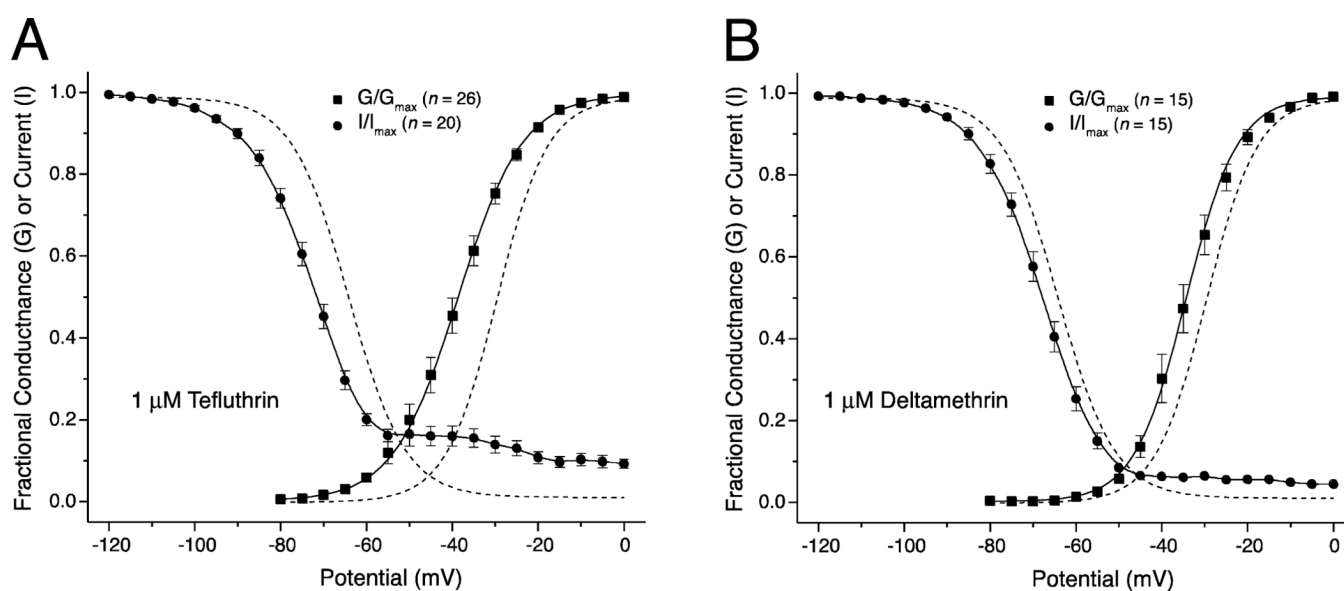 A
Fractional Conductnance (G) or Current (I)
1.0
0.8
0.6
0.4
0.2
0.0
G/Gmax (n = 26)
I/Imax (n = 20)
1 μM Tefluthrin
-120 -100 -80 -60 -40 -20 0
Potential (mV)
B
Fractional Conductnance (G) or Current (I)
1.0
0.8
0.6
0.4
0.2
0.0
G/Gmax (n = 15)
I/Imax (n = 15)
1 μM Deltamethrin
-120 -100 -80 -60 -40 -20 0
Potential (mV)